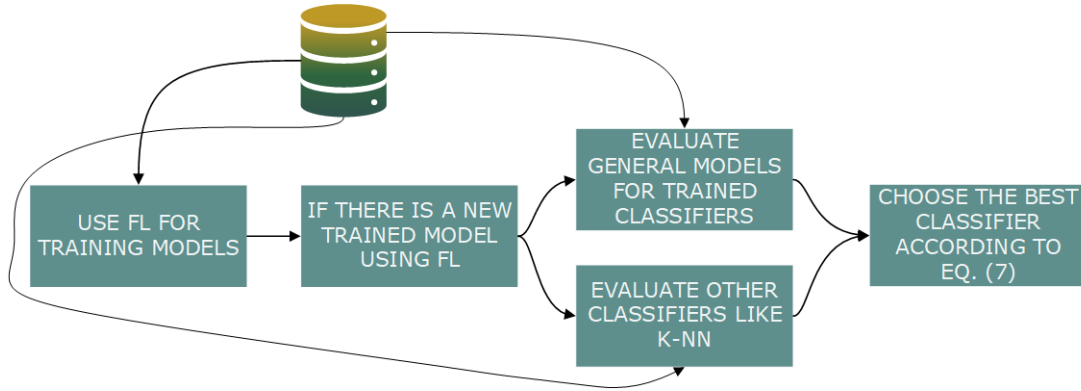 USE FL FOR
TRAINING MODELS
IF THERE IS A NEW
TRAINED MODEL
USING FL
EVALUATE
GENERAL MODELS
FOR TRAINED
CLASSIFIERS
EVALUATE OTHER
CLASSIFIERS LIKE
K-NN
CHOOSE THE BEST
CLASSIFIER
ACCORDING TO
EQ. (7)